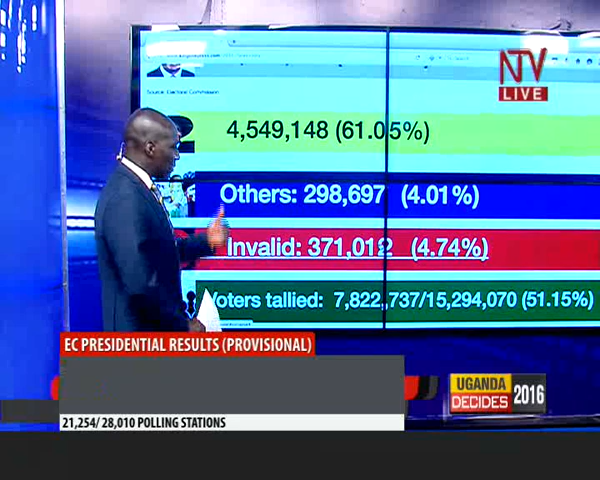 NTV
LIVE
Source: Electoral Commission
4,549,148 (61.05%)
Others: 298,697 (4.01%)
Invalid: 371,012 (4.74%)
Voters tallied: 7,822,737/15,294,070 (51.15%)
EC PRESIDENTIAL RESULTS (PROVISIONAL)
UGANDA
DECIDES
2016
21,254/ 28,010 POLLING STATIONS